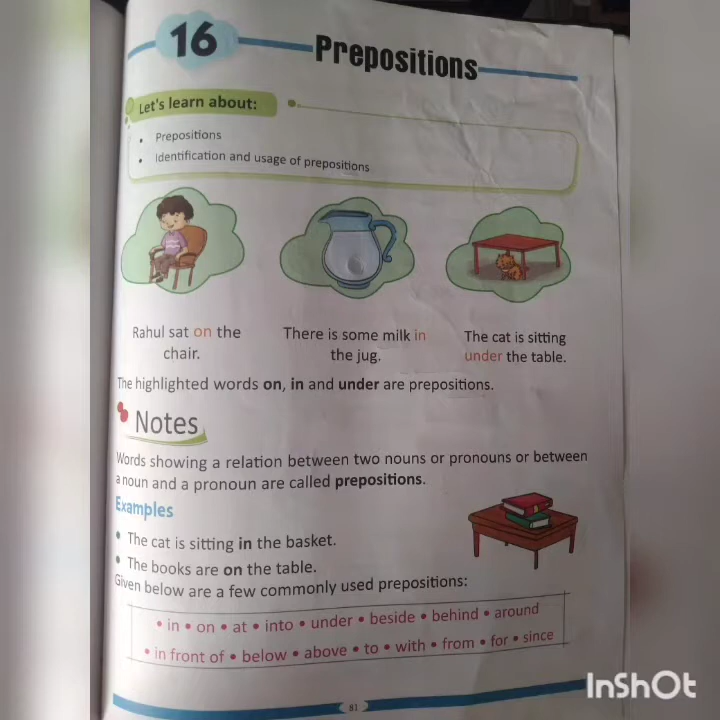 16
Prepositions
Let's learn about:
• Prepositions
• Identification and usage of prepositions
Rahul sat on the
chair.
There is some milk in
the jug.
The cat is sitting
under the table.
The highlighted words on, in and under are prepositions.
Notes
Words showing a relation between two nouns or pronouns or between
a noun and a pronoun are called prepositions.
Examples
• The cat is sitting in the basket.
• The books are on the table.
Given below are a few commonly used prepositions:
• in • on • at • into • under • beside • behind • around
• in front of • below • above • to • with • from • for • since
81
InShOt